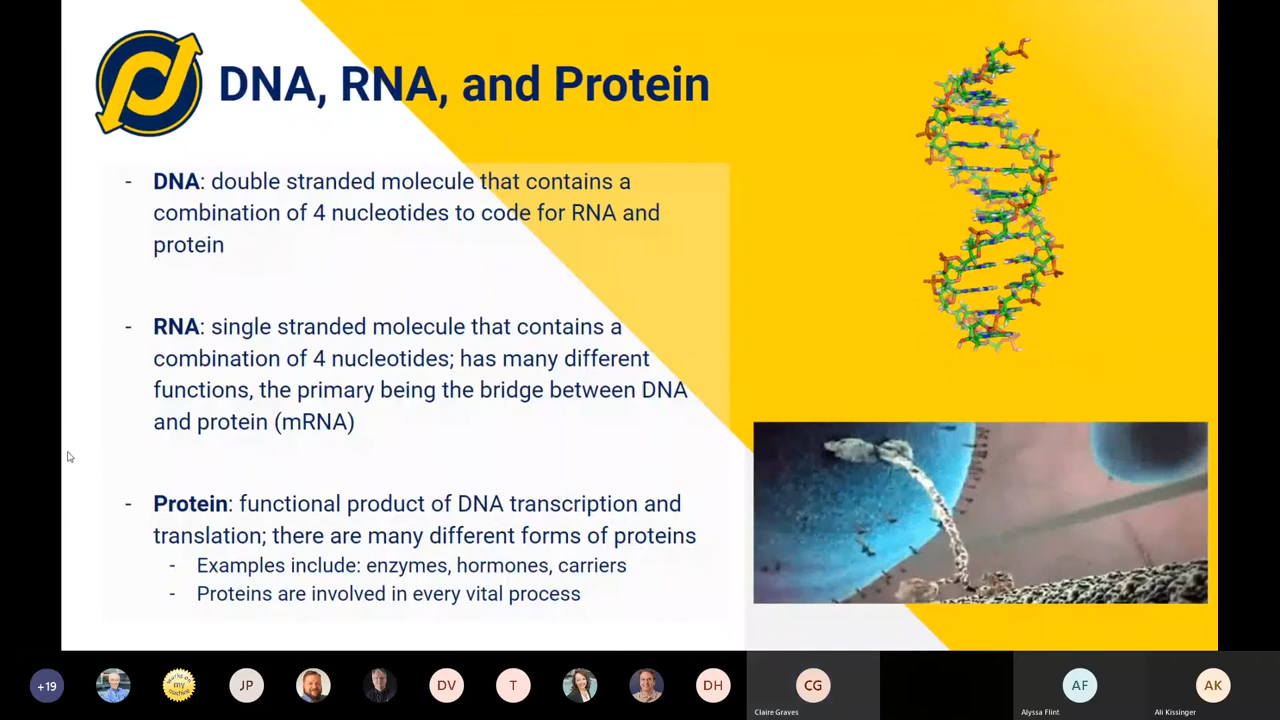 DNA, RNA, and Protein
- DNA: double stranded molecule that contains a
combination of 4 nucleotides to code for RNA and
protein
- RNA: single stranded molecule that contains a
combination of 4 nucleotides; has many different
functions, the primary being the bridge between DNA
and protein (mRNA)
- Protein: functional product of DNA transcription and
translation; there are many different forms of proteins
- Examples include: enzymes, hormones, carriers
- Proteins are involved in every vital process
+19
works on
my
machine
JP
DV
T
DH
CG
AF
AK
Claire Graves
Alyssa Flint
Ali Kissinger